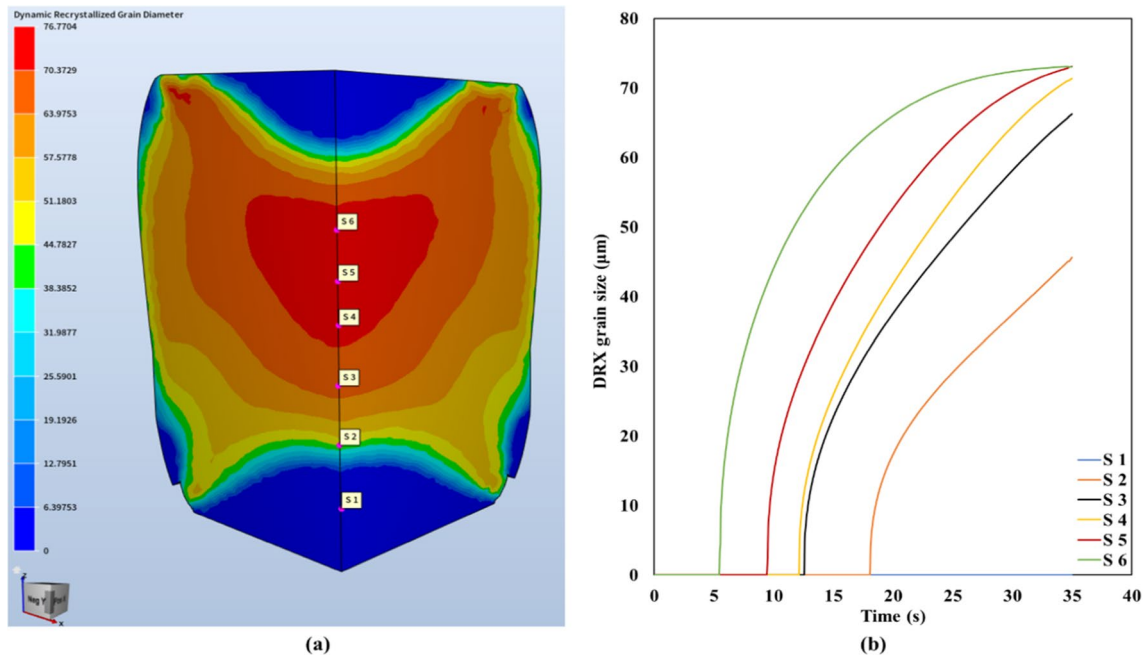 Dynamic Recrystallized Grain Diameter
76.7704
70.3729
63.9753
57.5778
51.1803
44.7827
38.3852
31.9877
25.5901
19.1926
12.7951
6.39753
0
S 6
S 5
S 4
S 3
S 2
S 1
z
Neg Y
x
(a)
80
70
60
50
40
30
20
10
0
DRX grain size (μm)
0 5 10 15 20 25 30 35 40
Time (s)
S 1
S 2
S 3
S 4
S 5
S 6
(b)